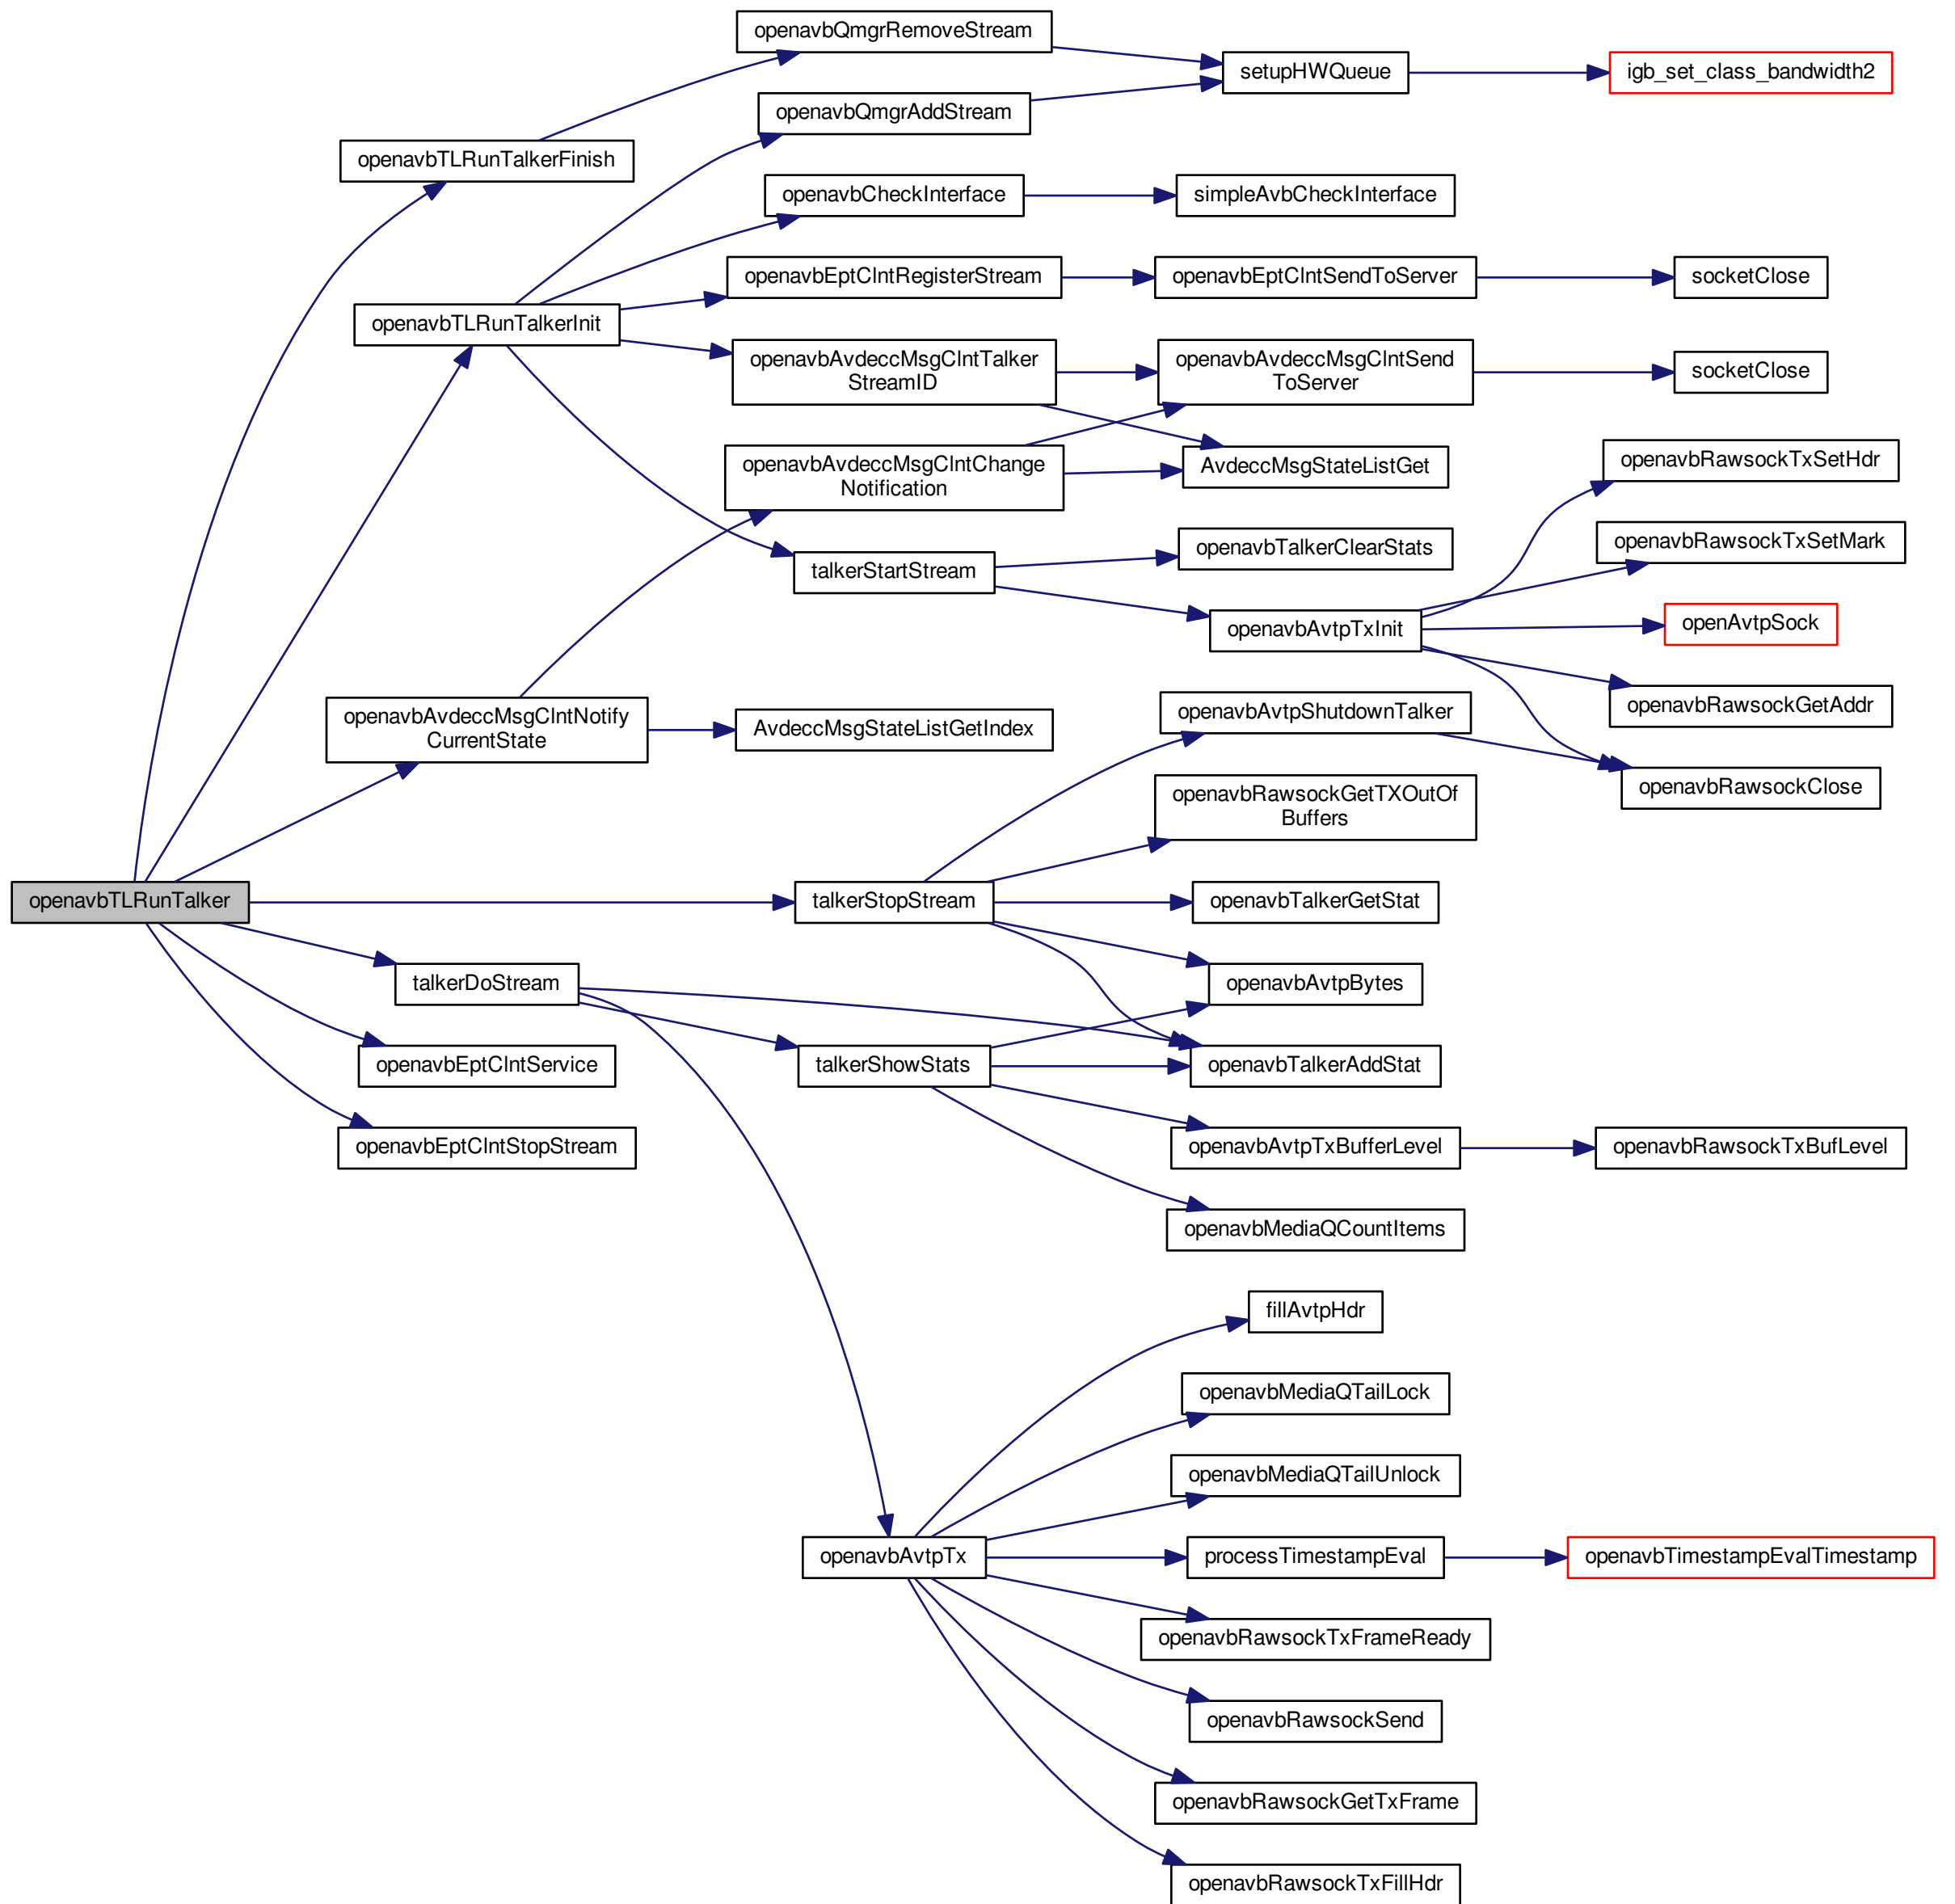 openavbQmgrRemoveStream
setupHWQueue
igb_set_class_bandwidth2
openavbQmgrAddStream
openavbTLRunTalkerFinish
openavbCheckInterface
simpleAvbCheckInterface
openavbEptClntRegisterStream
openavbEptClntSendToServer
socketClose
openavbTLRunTalkerInit
openavbAvdeccMsgClntTalker
StreamID
openavbAvdeccMsgClntSend
ToServer
socketClose
openavbAvdeccMsgClntChange
Notification
AvdeccMsgStateListGet
openavbRawsockTxSetHdr
openavbTalkerClearStats
openavbRawsockTxSetMark
talkerStartStream
openavbAvtpTxInit
openAvtpSock
openavbRawsockGetAddr
openavbAvdeccMsgClntNotify
CurrentState
AvdeccMsgStateListGetIndex
openavbAvtpShutdownTalker
openavbRawsockClose
openavbRawsockGetTXOutOf
Buffers
openavbTLRunTalker
talkerStopStream
openavbTalkerGetStat
talkerDoStream
openavbAvtpBytes
openavbEptClntService
talkerShowStats
openavbTalkerAddStat
openavbEptClntStopStream
openavbAvtpTxBufferLevel
openavbRawsockTxBufLevel
openavbMediaQCountItems
fillAvtpHdr
openavbMediaQTailLock
openavbMediaQTailUnlock
openavbAvtpTx
processTimestampEval
openavbTimestampEvalTimestamp
openavbRawsockTxFrameReady
openavbRawsockSend
openavbRawsockGetTxFrame
openavbRawsockTxFillHdr